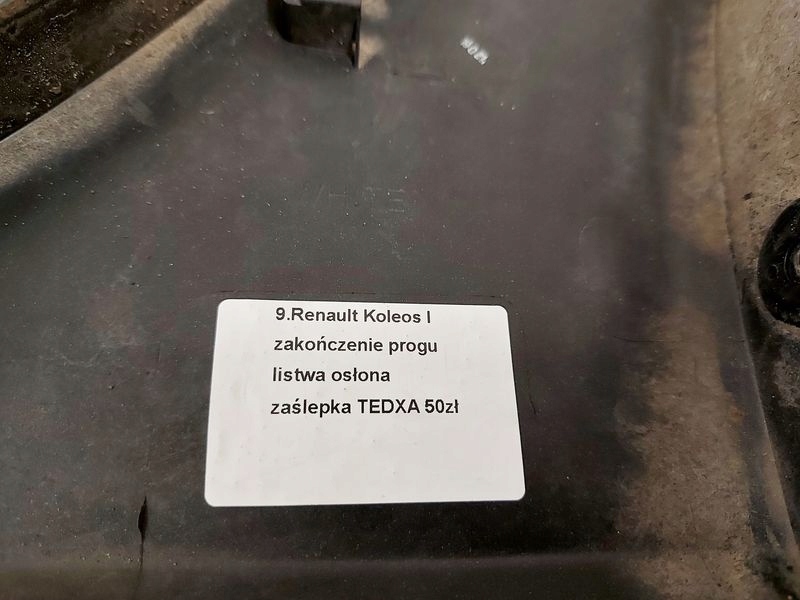 9.Renault Koleos I
zakończenie progu
listwa osłona
zaślepka TEDXA 50zł